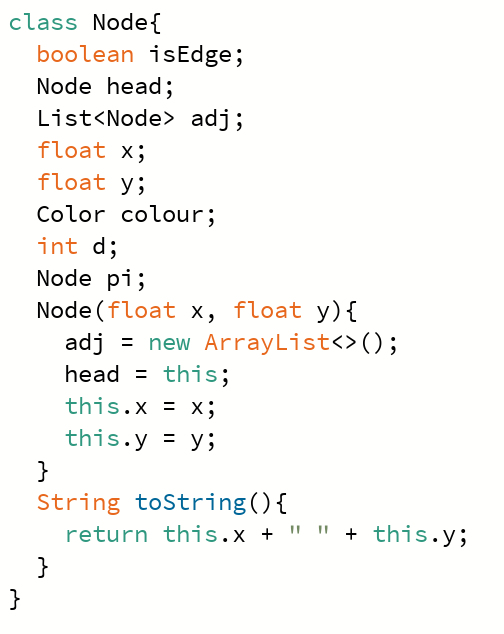 class Node{
  boolean isEdge;
  Node head;
  List<Node> adj;
  float x;
  float y;
  Color colour;
  int d;
  Node pi;
  Node(float x, float y){
    adj = new ArrayList<>();
    head = this;
    this.x = x;
    this.y = y;
  }
  String toString(){
    return this.x + " " + this.y;
  }
}